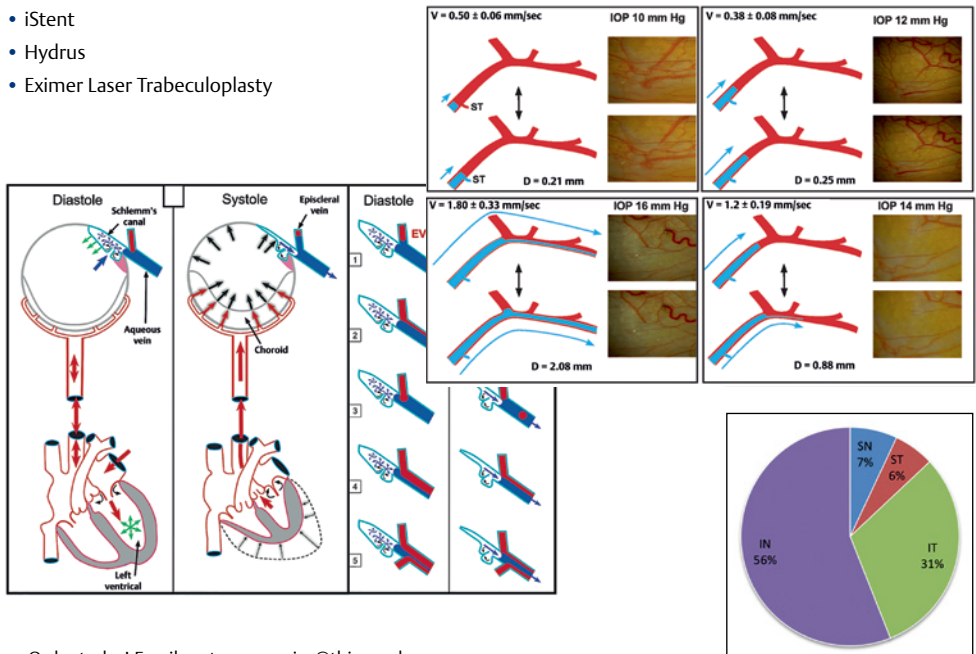 • iStent
• Hydrus
• Eximer Laser Trabeculoplasty
V = 0.50 ± 0.06 mm/sec
IOP 10 mm Hg
ST
ST
D = 0.21 mm
V = 0.38 ± 0.08 mm/sec
IOP 12 mm Hg
D = 0.25 mm
V = 1.80 ± 0.33 mm/sec
IOP 16 mm Hg
D = 2.08 mm
V = 1.2 ± 0.19 mm/sec
IOP 14 mm Hg
D = 0.88 mm
Diastole
Schlemm's
canal
Aqueous
vein
Left
ventrical
Systole
Episcleral
vein
Choroid
Diastole
EV
1
2
3
4
5
SN
7%
ST
6%
IT
31%
IN
56%